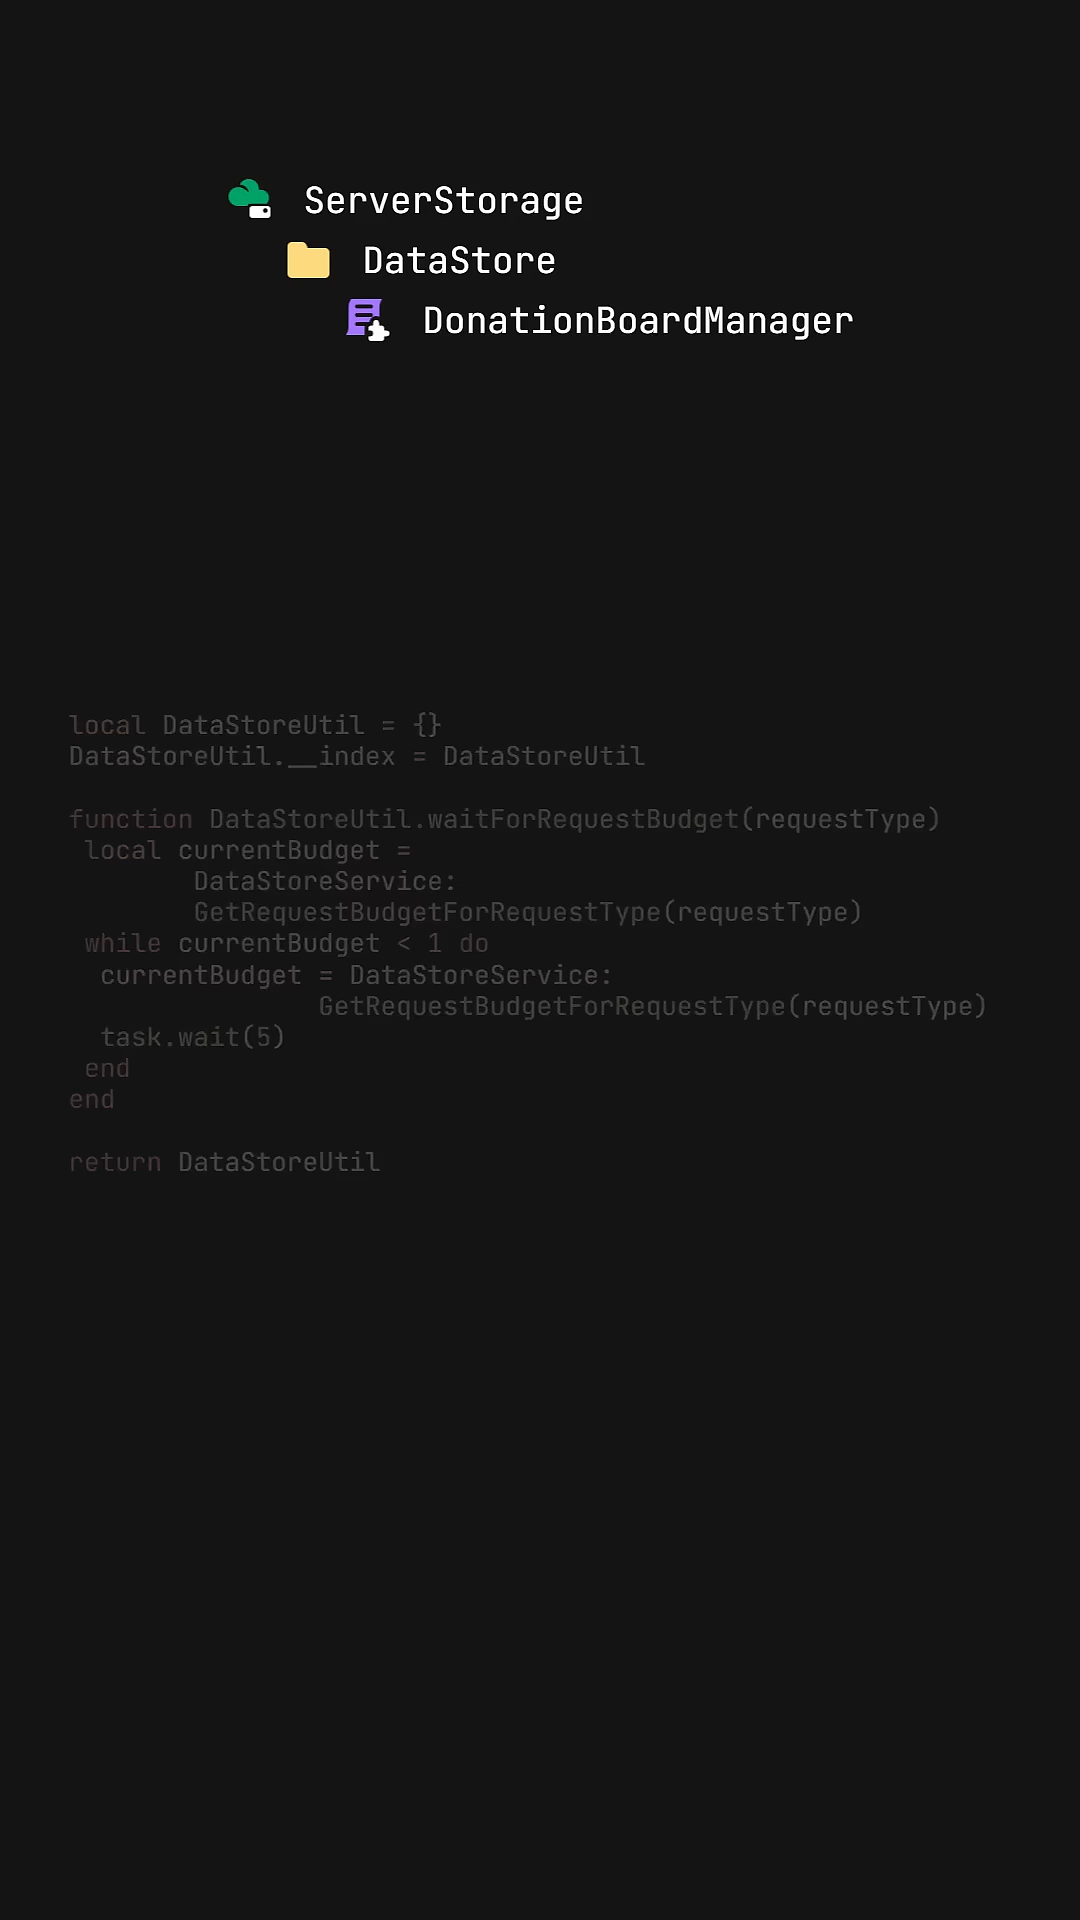 ServerStorage
DataStore
DonationBoardManager
local DataStoreUtil = {}
DataStoreUtil.__index = DataStoreUtil
function DataStoreUtil.waitForRequestBudget(requestType)
local currentBudget =
DataStoreService:
GetRequestBudgetForRequestType(requestType)
while currentBudget < 1 do
currentBudget = DataStoreService:
GetRequestBudgetForRequestType(requestType)
task.wait(5)
end
end
return DataStoreUtil